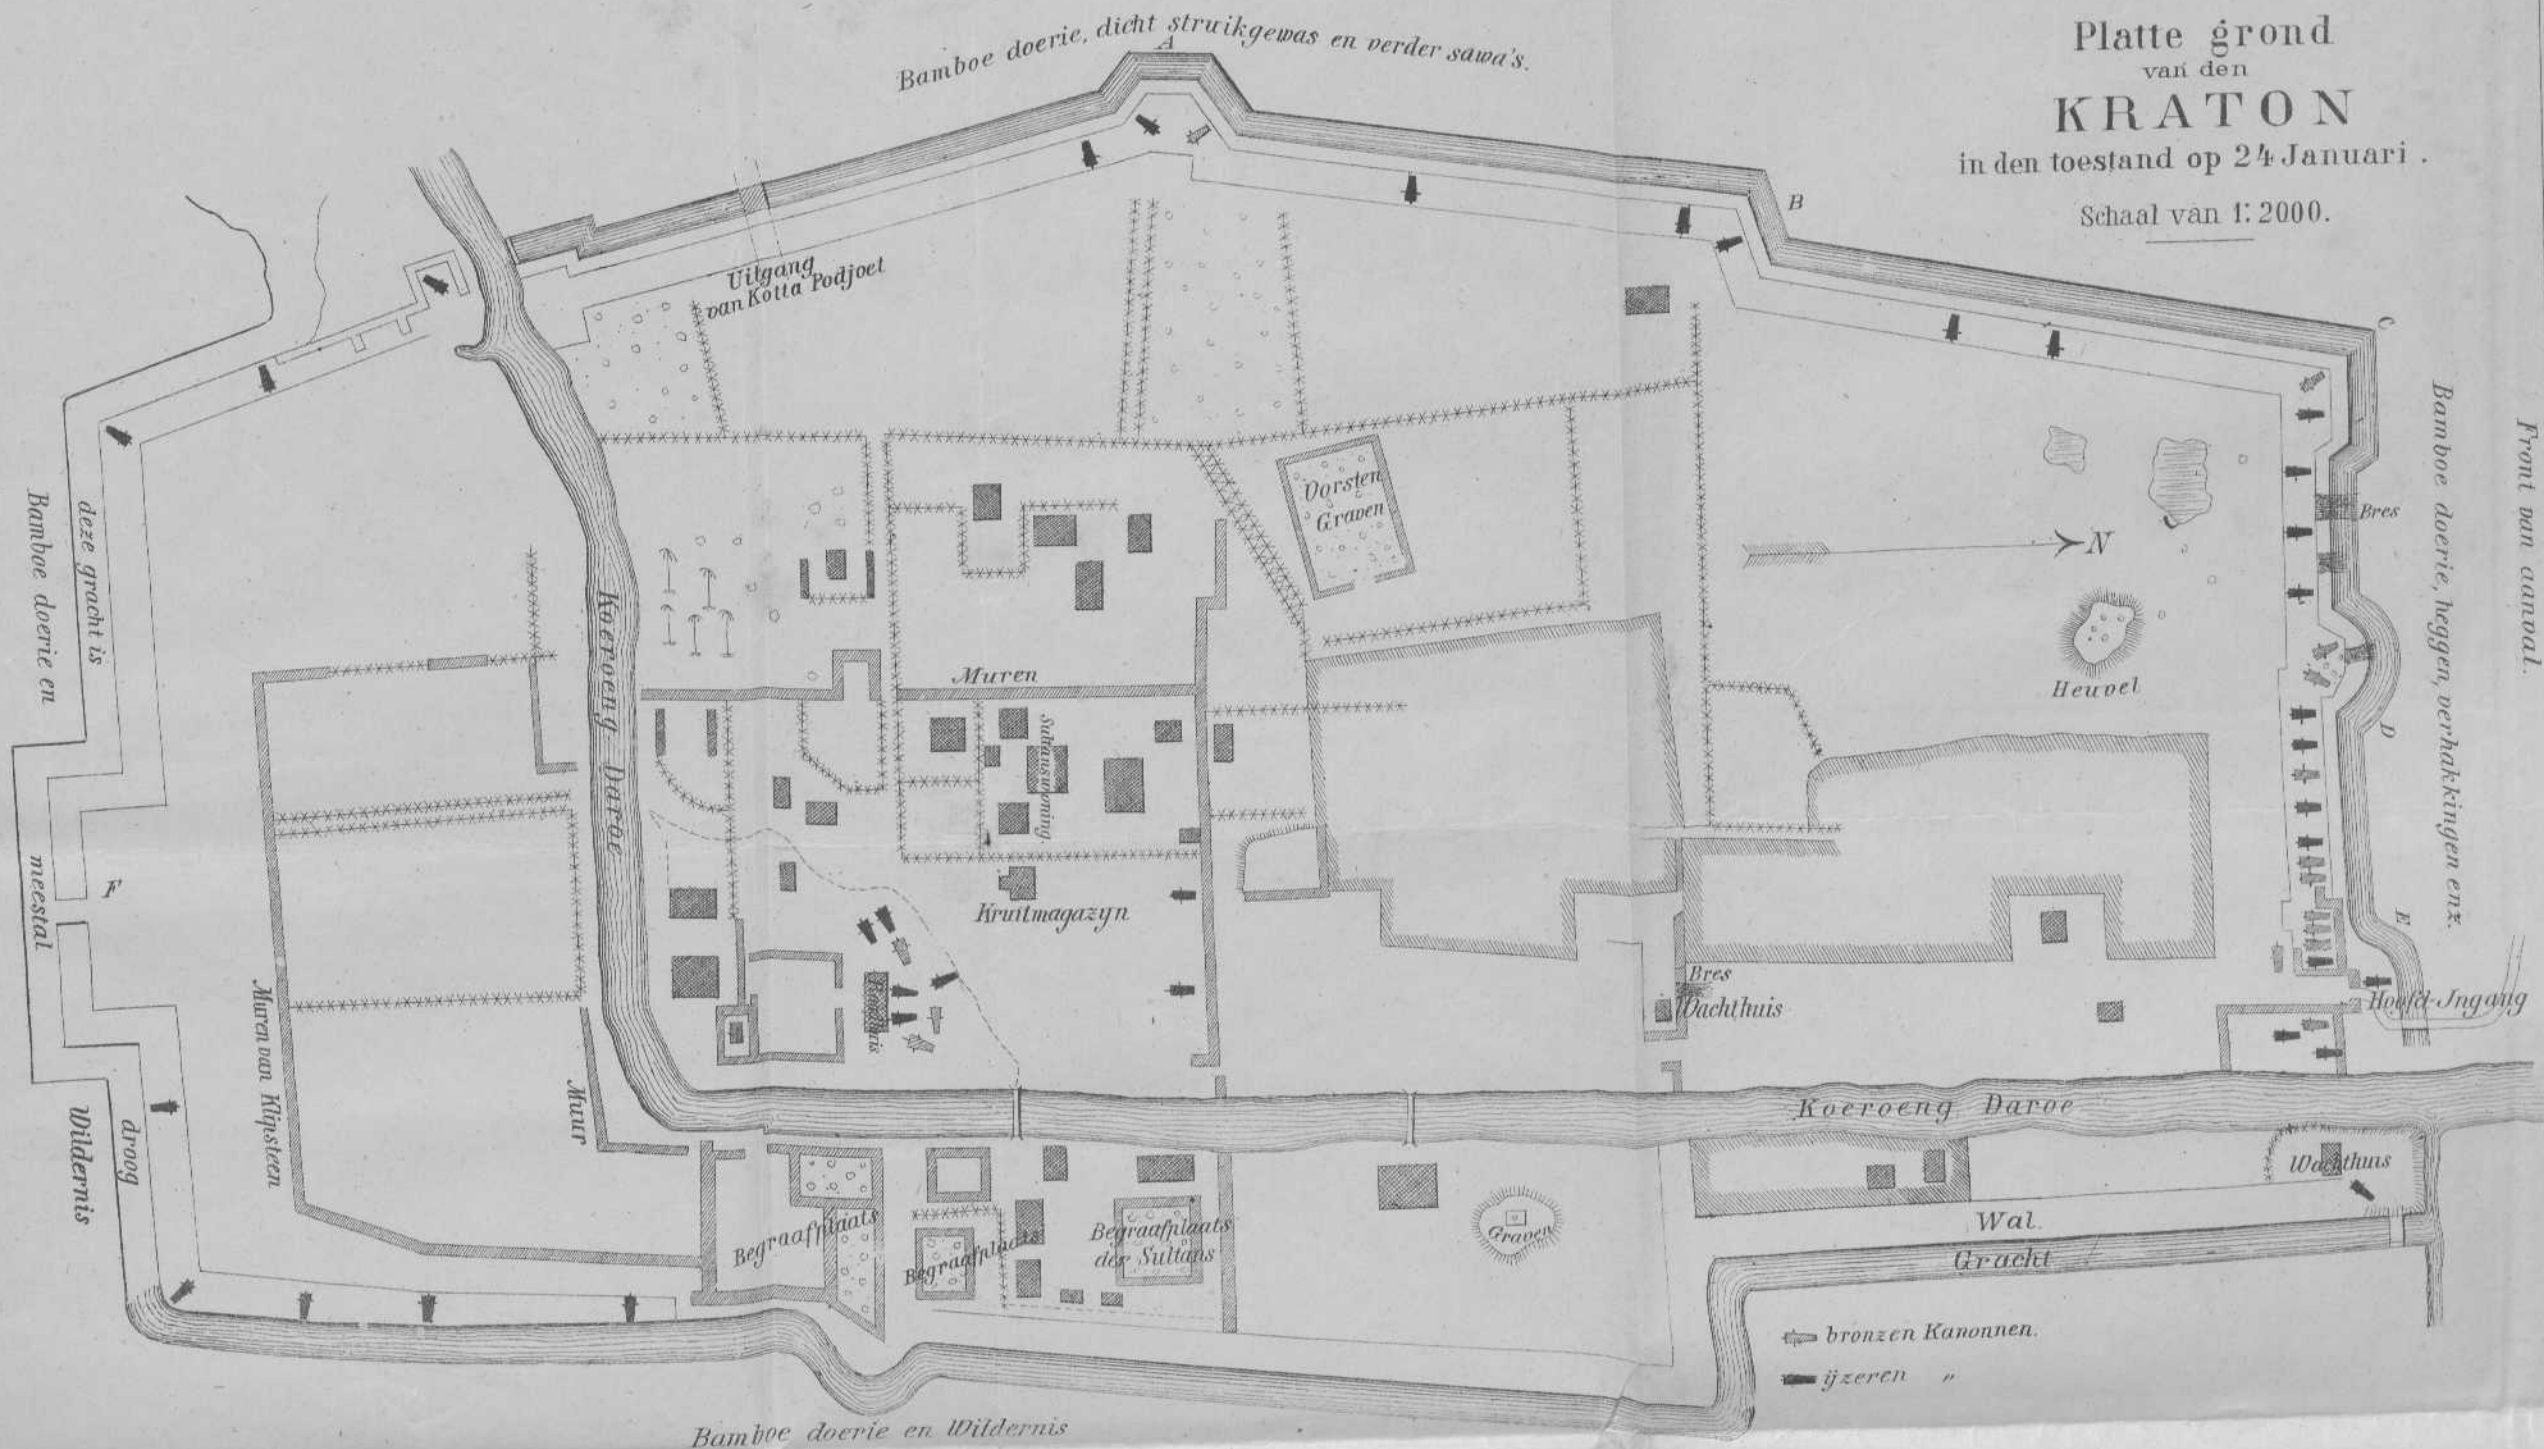 Platte grond
van den
KRATON
in den toestand op 24 Januari.
Schaal van 1:2000.
Bamboe doerie, dicht struikgewas en verder sawa's.
A
B
C
Uitgang
van Kotta Podjoet
Vorsten
Graven
N
Bres
Heuvel
D
E
Bamboe doerie, heggen, verhakkingen enz.
Front van aanval.
deze gracht is
meestal
droog
Bamboe doerie en
Wildernis
F
Muren van Klipsteen
Muur
Koeroeng Daroe
Muren
Sultanswoning.
Kruitmagazyn
Bres
Wachthuis
Hoofd-Jngang
Koeroeng Daroe
Wachthuis
Wal.
Gracht
Begraafplaats
Begraafplaats
Begraafplaats
der Sultans
Graven
bronzen Kanonnen.
ijzeren "
Bamboe doerie en Wildernis